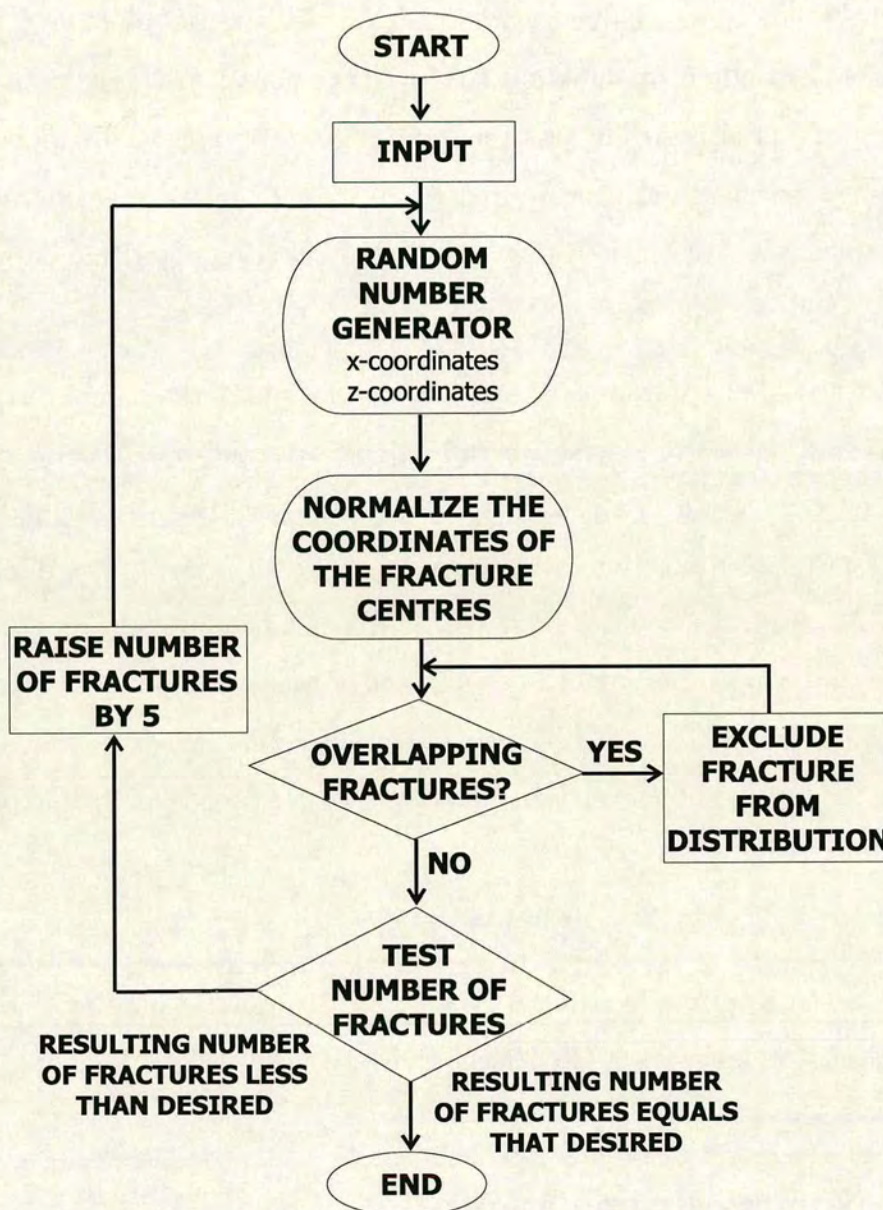 START
INPUT
RANDOM
NUMBER
GENERATOR
x-coordinates
z-coordinates
NORMALIZE THE
COORDINATES OF
THE FRACTURE
CENTRES
RAISE NUMBER
OF FRACTURES
BY 5
OVERLAPPING
FRACTURES?
YES
EXCLUDE
FRACTURE
FROM
DISTRIBUTION
NO
TEST
NUMBER OF
FRACTURES
RESULTING NUMBER
OF FRACTURES LESS
THAN DESIRED
RESULTING NUMBER
OF FRACTURES EQUALS
THAT DESIRED
END